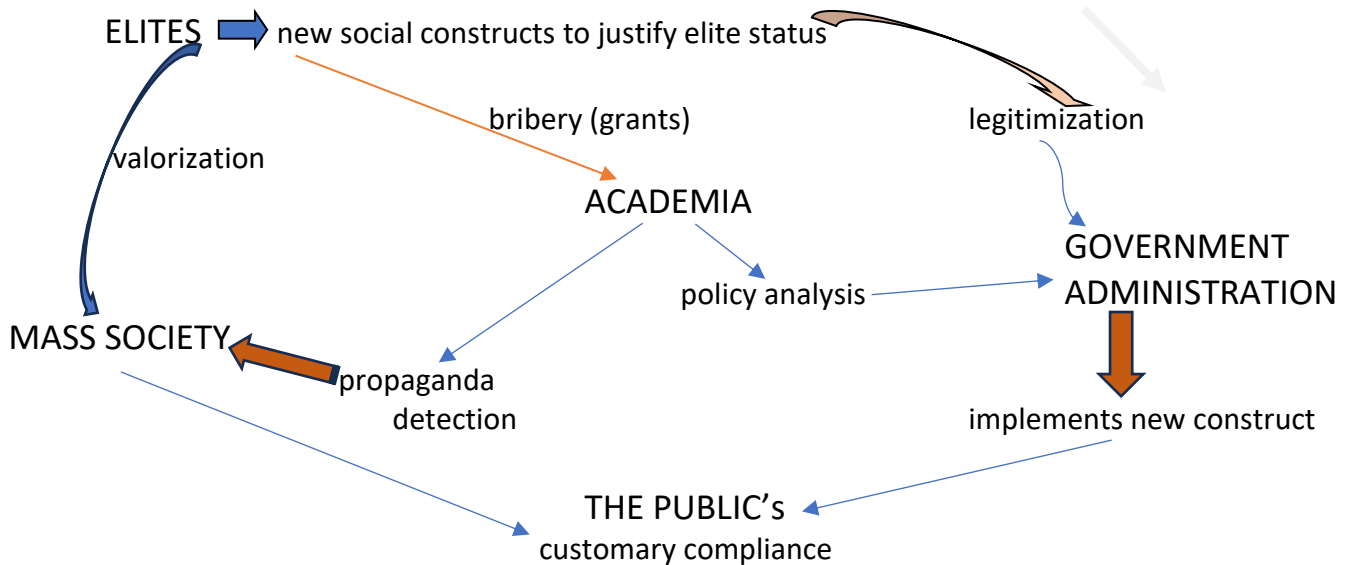 ELITES
new social constructs to justify elite status
bribery (grants)
legitimization
valorization
ACADEMIA
GOVERNMENT
ADMINISTRATION
policy analysis
MASS SOCIETY
propaganda
detection
implements new construct
THE PUBLIC's
customary compliance